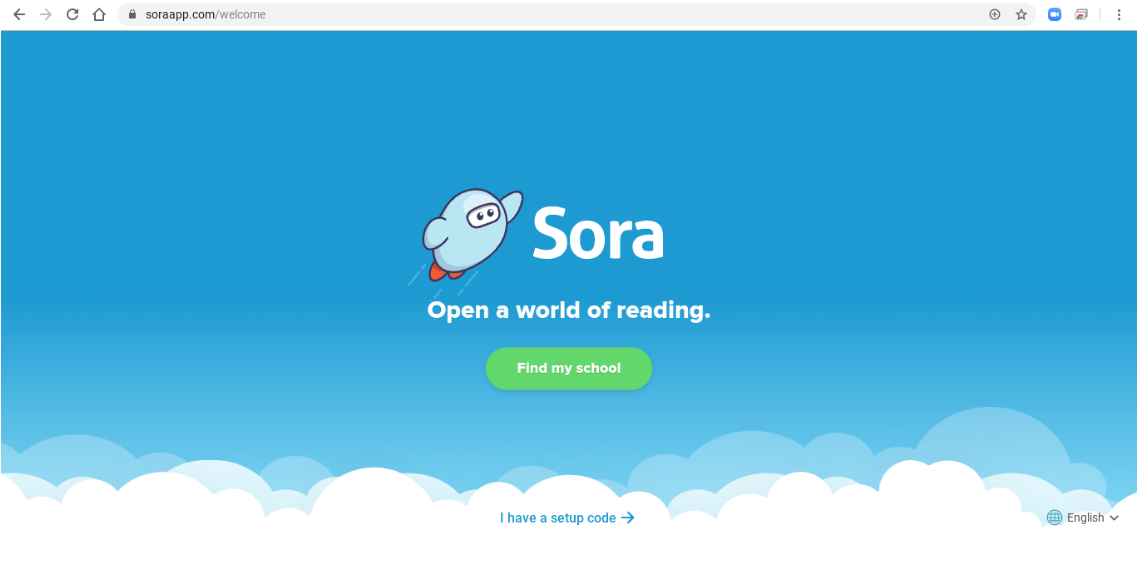 soraapp.com/welcome
Sora
Open a world of reading.
Find my school
I have a setup code
English